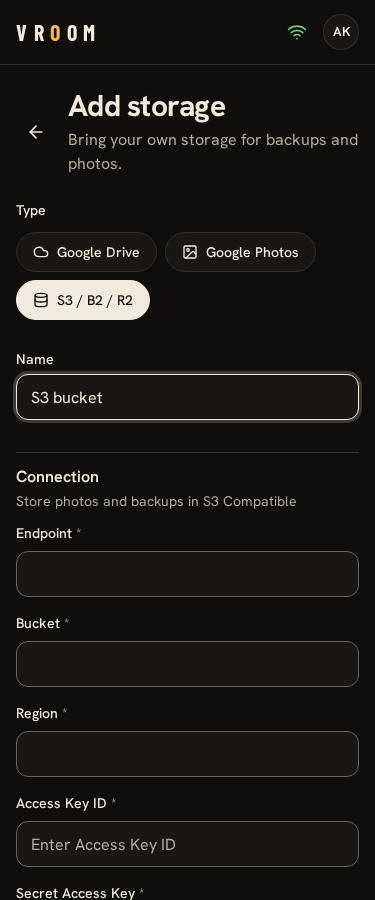 VROOM
AK
Add storage
Bring your own storage for backups and
photos.
Type
Google Drive
Google Photos
S3 / B2 / R2
Name
S3 bucket
Connection
Store photos and backups in S3 Compatible
Endpoint *
Bucket *
Region *
Access Key ID *
Enter Access Key ID
Secret Access Key *